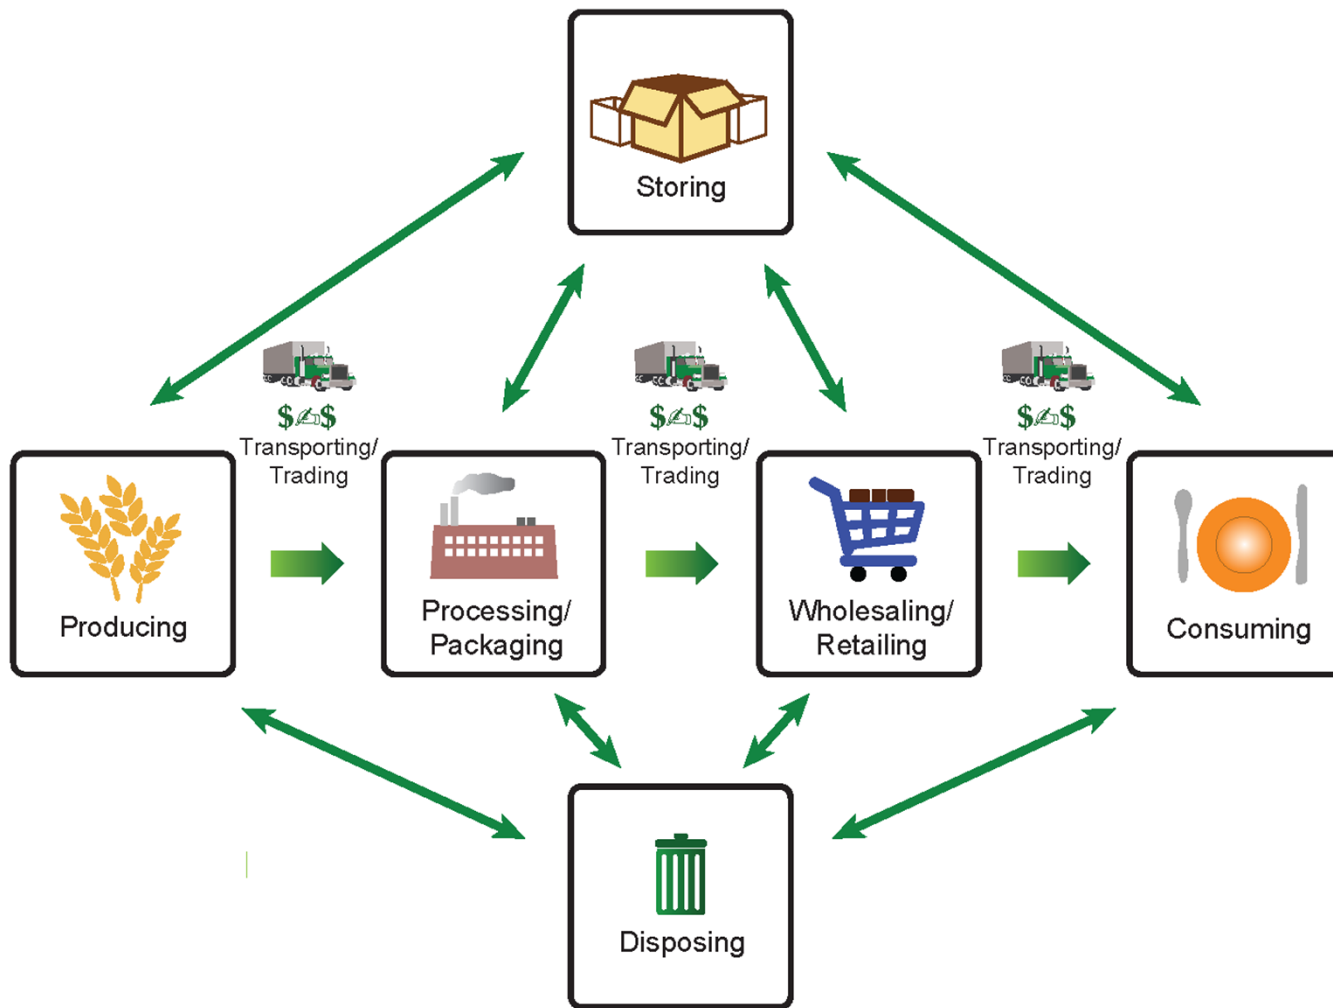 Storing
$✍$
Transporting/
Trading
$✍$
Transporting/
Trading
$✍$
Transporting/
Trading
Producing
Processing/
Packaging
Wholesaling/
Retailing
Consuming
Disposing